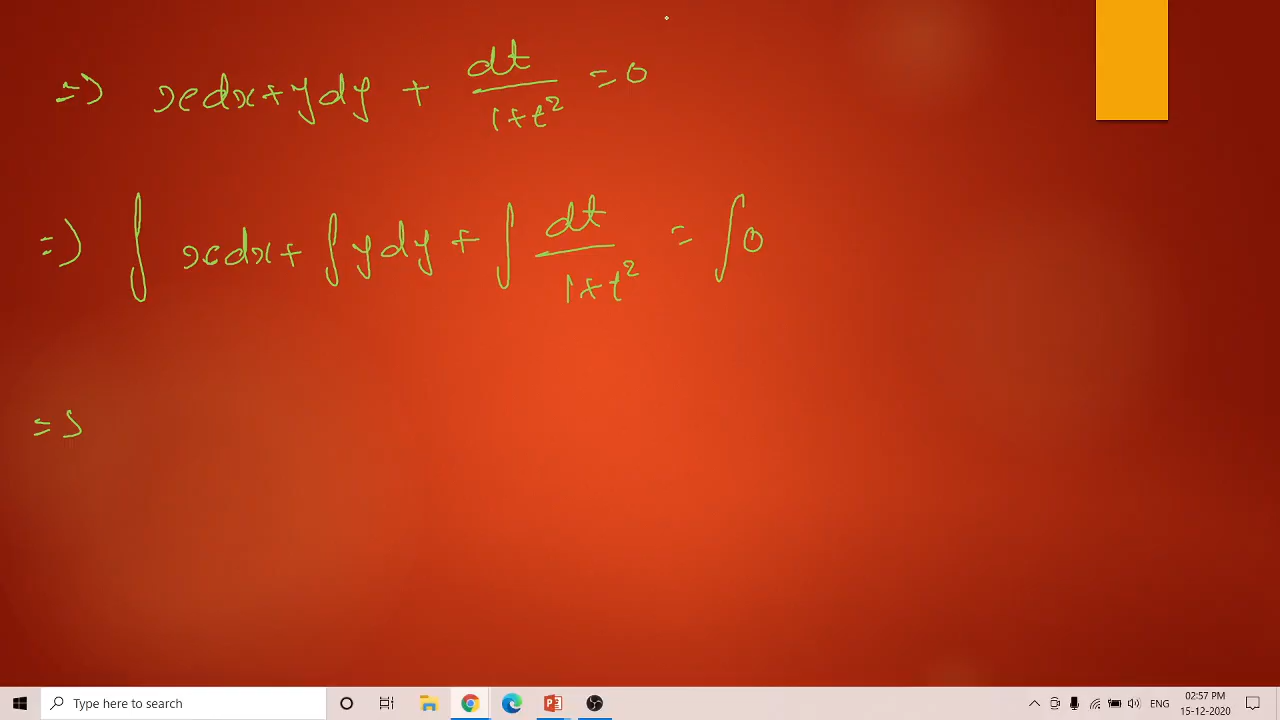 => xdx + ydy + dt/1+t² = 0
=> ∫ xdx + ∫ ydy + ∫ dt/1+t² = ∫ 0
=>
Type here to search
ENG
02:57 PM
15-12-2020